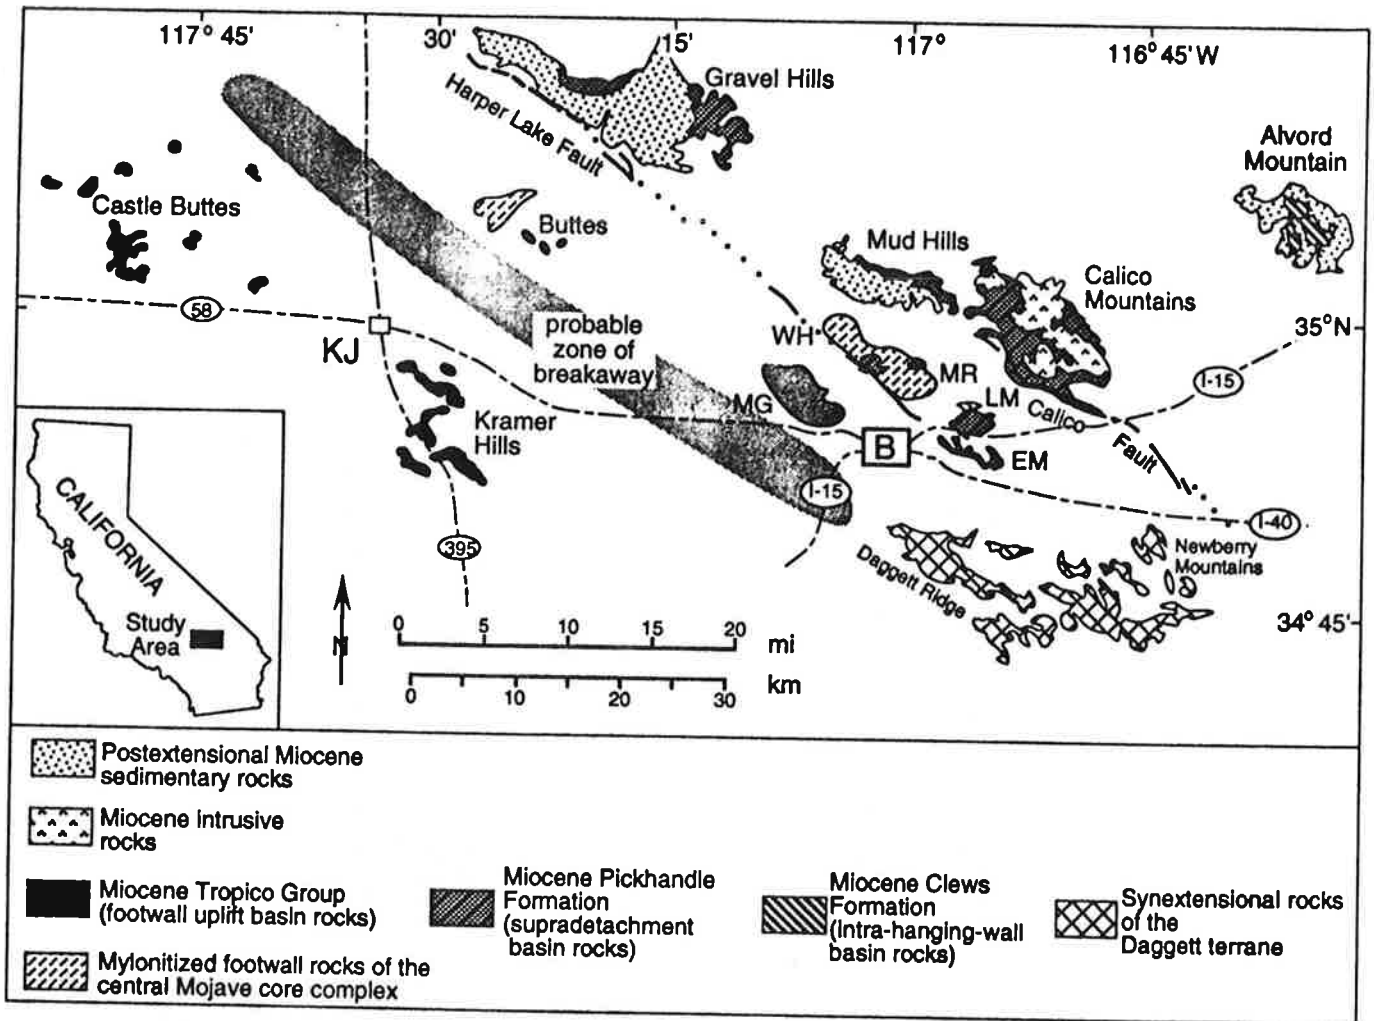 117° 45'
30'
15'
117°
116° 45' W
Gravel Hills
Harper Lake Fault
Alvord
Mountain
Castle Buttes
Buttes
Mud Hills
Calico
Mountains
58
probable
zone of
breakaway
35°N
WH
KJ
MR
I-15
MG
LM
Calico
Fault
Kramer
Hills
B
EM
I-15
I-40
CALIFORNIA
395
Newberry
Mountains
Daggett Ridge
Study
Area
34° 45'
N
0 5 10 15 20
mi
km
0 10 20 30
Postextensional Miocene
sedimentary rocks
Miocene intrusive
rocks
Miocene Tropico Group
(footwall uplift basin rocks)
Mylonitized footwall rocks of the
central Mojave core complex
Miocene Pickhandle
Formation
(supradetachment
basin rocks)
Miocene Clews
Formation
(intra-hanging-wall
basin rocks)
Synextensional rocks
of the
Daggett terrane